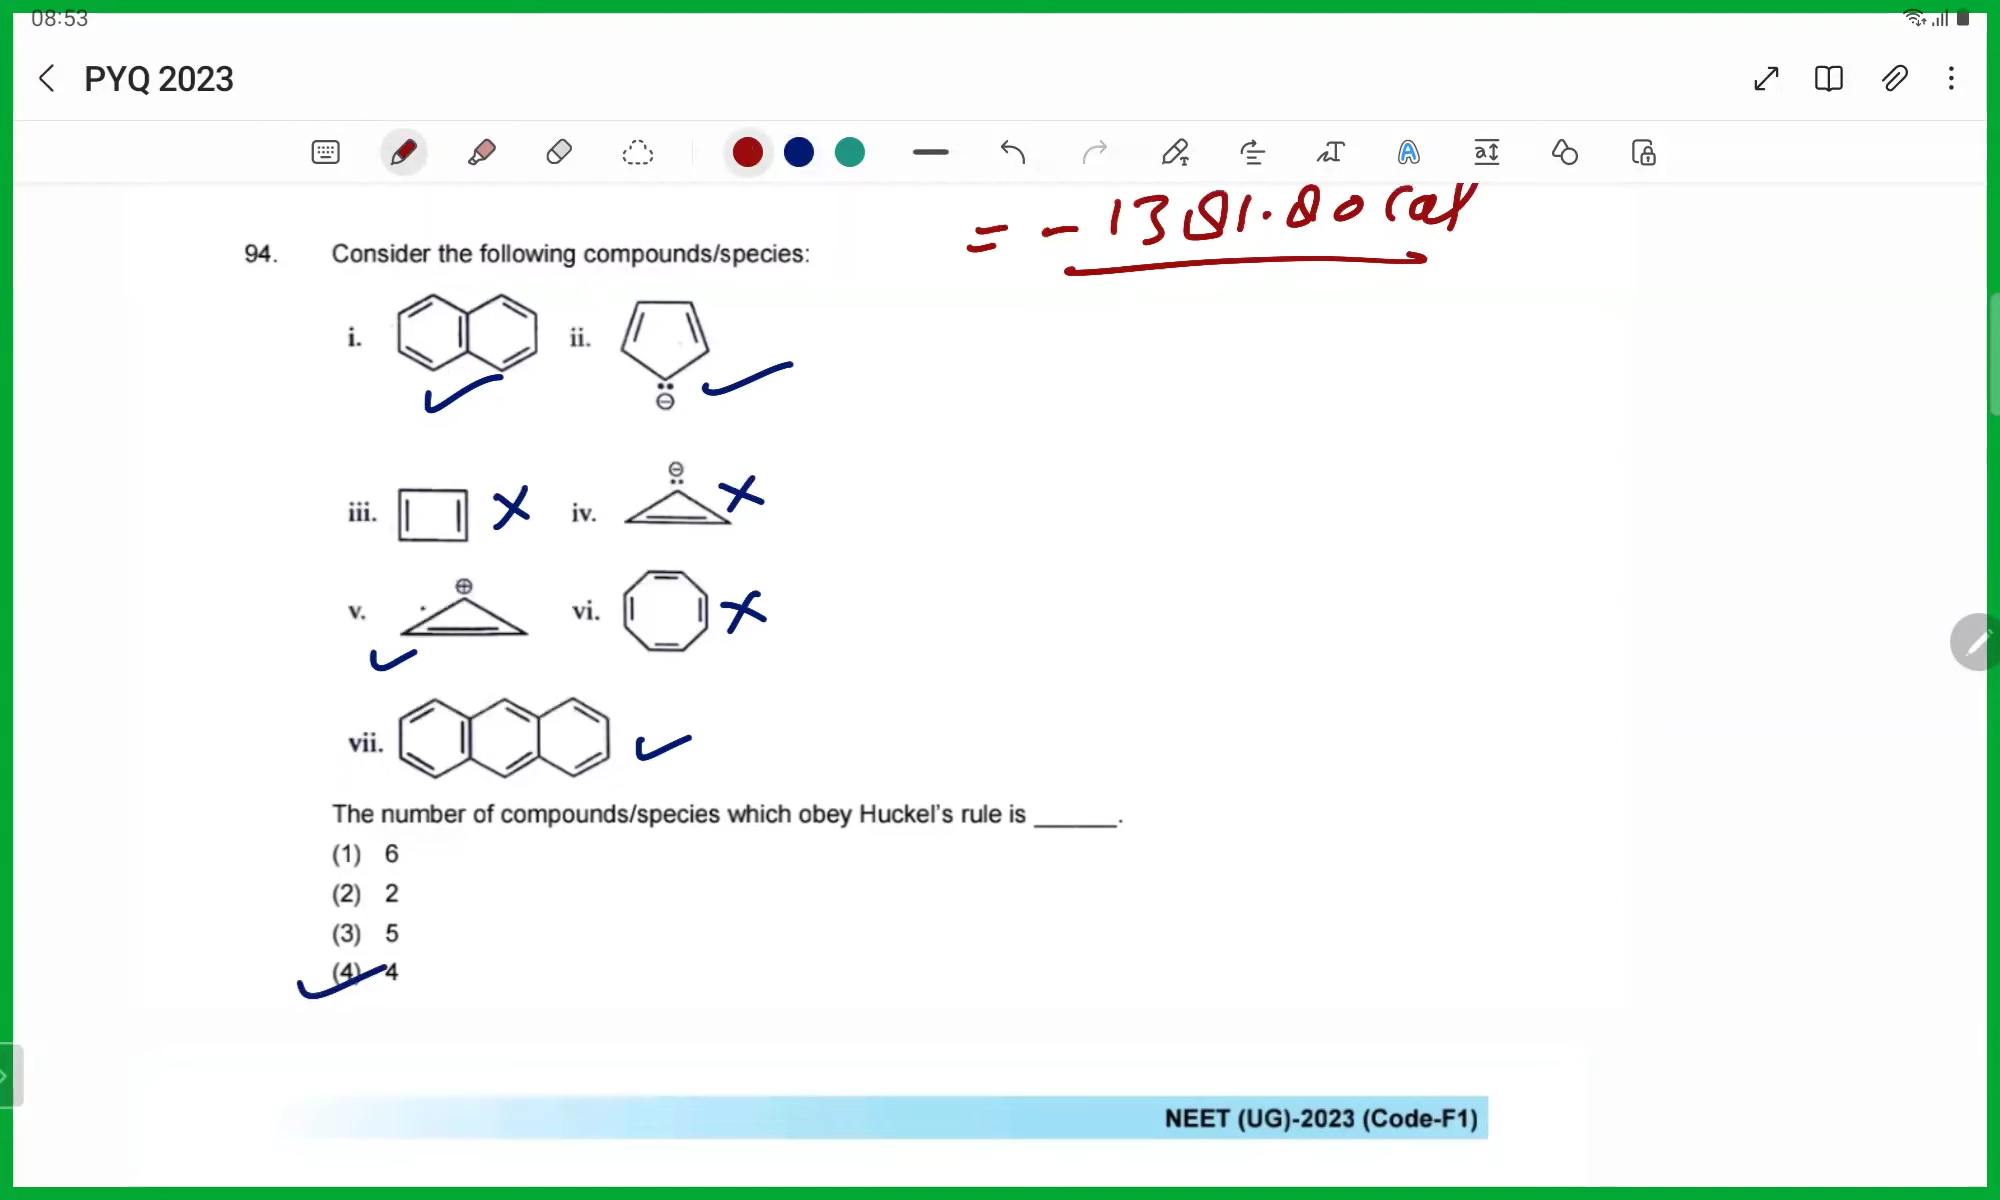 08:53
PYQ 2023
= - 1381.80 Cal
94. Consider the following compounds/species:
i. ii.
iii. iv.
v. vi.
vii.
The number of compounds/species which obey Huckel's rule is ______.
(1) 6
(2) 2
(3) 5
(4) 4
NEET (UG)-2023 (Code-F1)